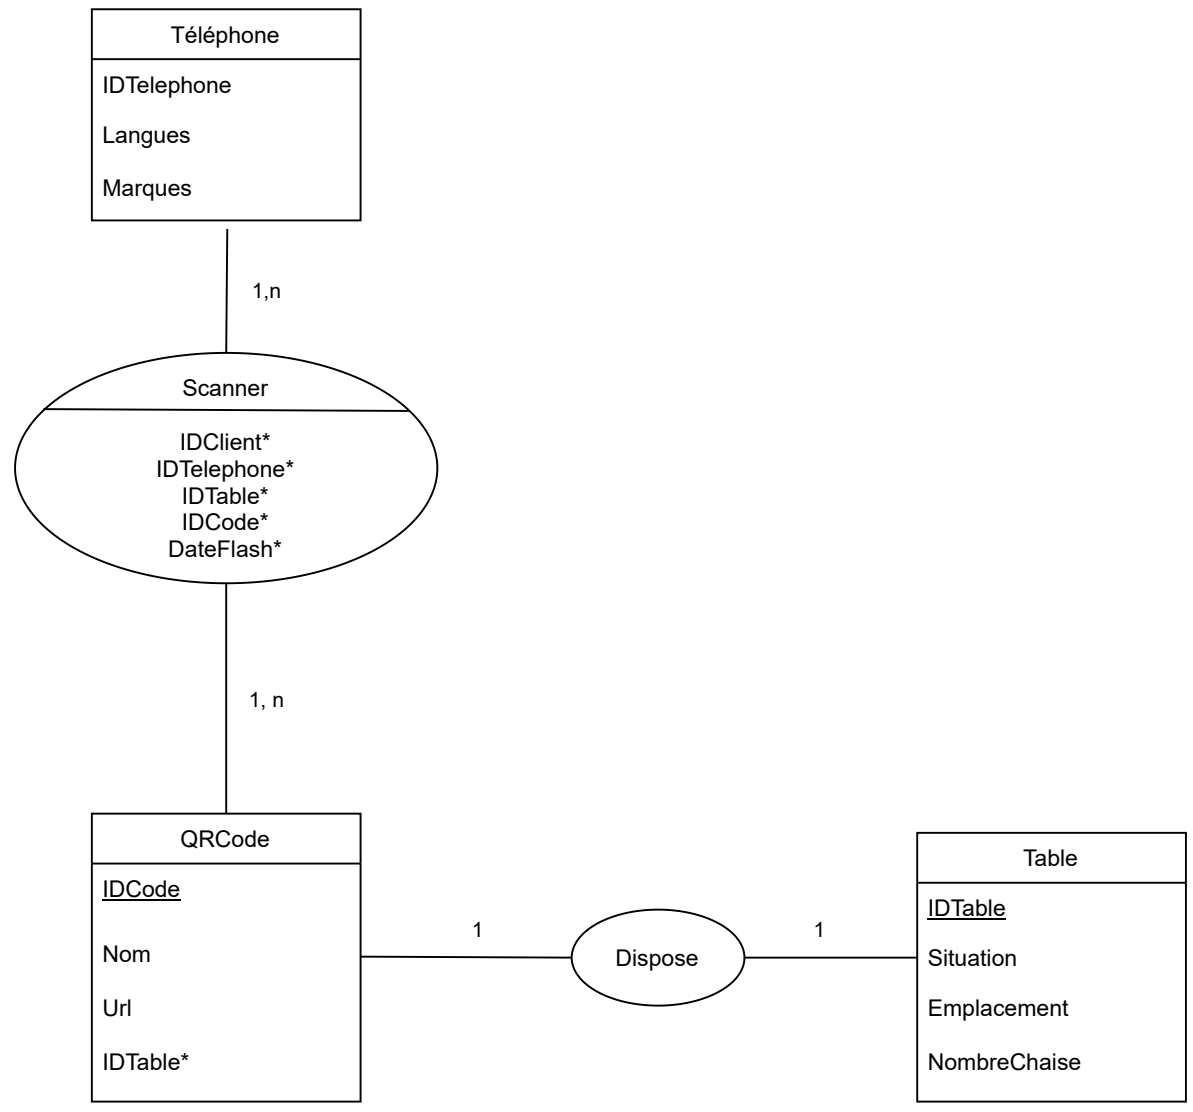 Téléphone
IDTelephone
Langues
Marques
1,n
Scanner
IDClient*
IDTelephone*
IDTable*
IDCode*
DateFlash*
1, n
QRCode
IDCode
Nom
Url
IDTable*
1
Dispose
1
Table
IDTable
Situation
Emplacement
NombreChaise